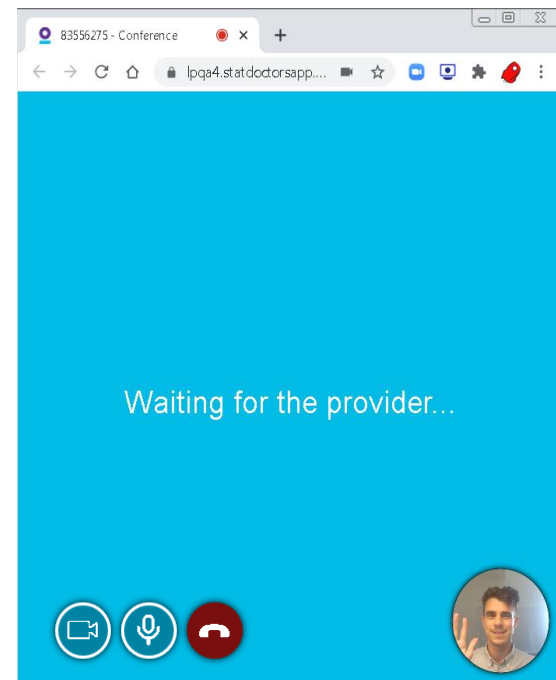 83556275 - Conference
lpqa4.statdoctorsapp....
Waiting for the provider...